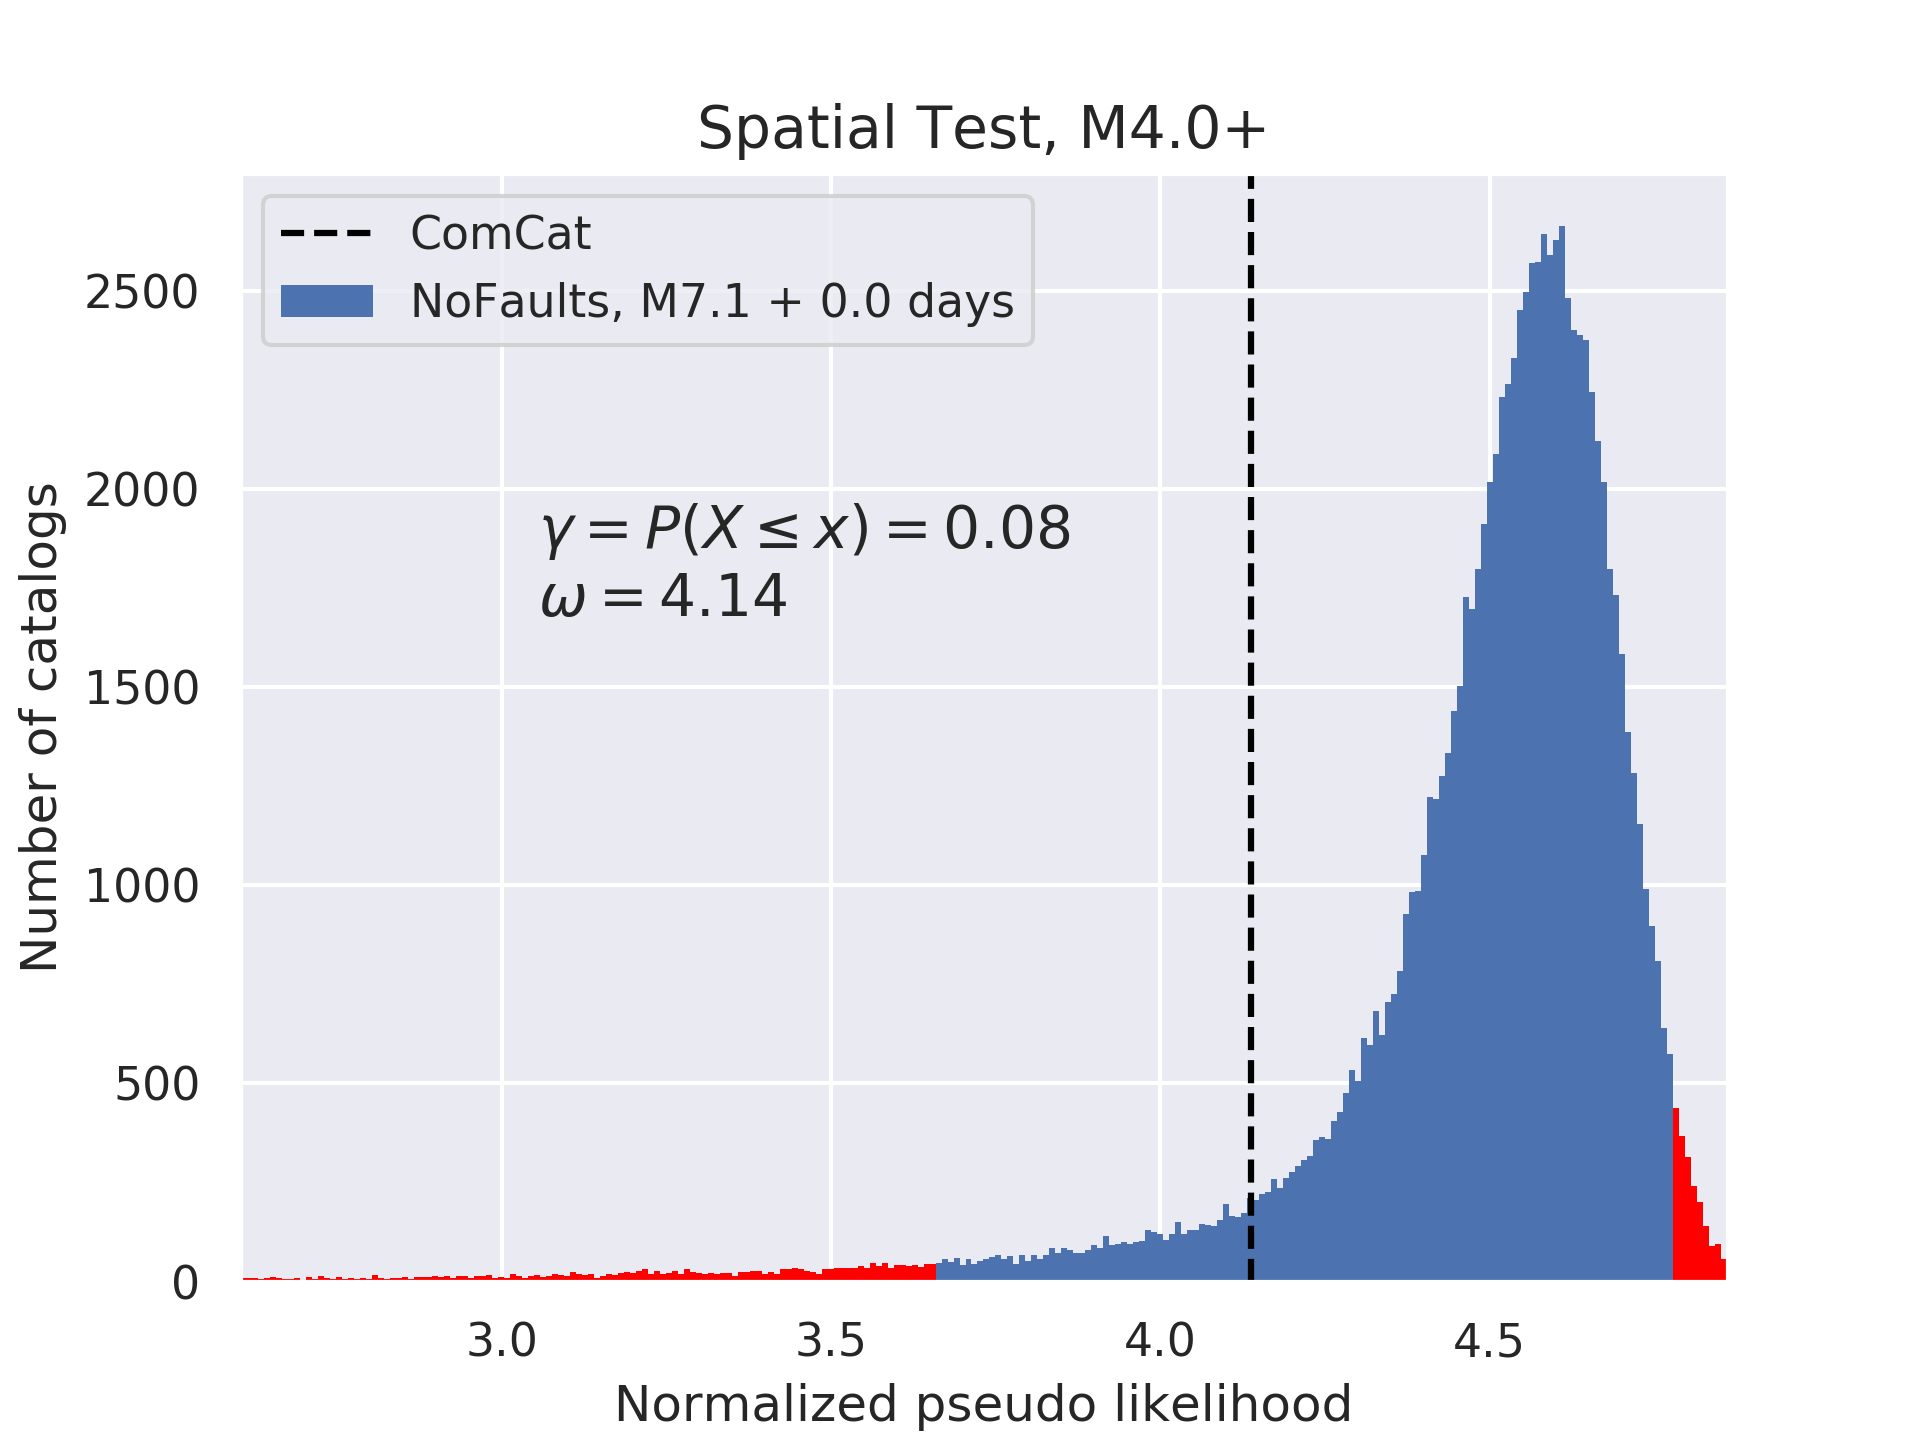 Spatial Test, M4.0+
ComCat
NoFaults, M7.1 + 0.0 days
γ = P(X ≤ x) = 0.08
ω = 4.14
Number of catalogs
2500
2000
1500
1000
500
0
3.0 3.5 4.0 4.5
Normalized pseudo likelihood